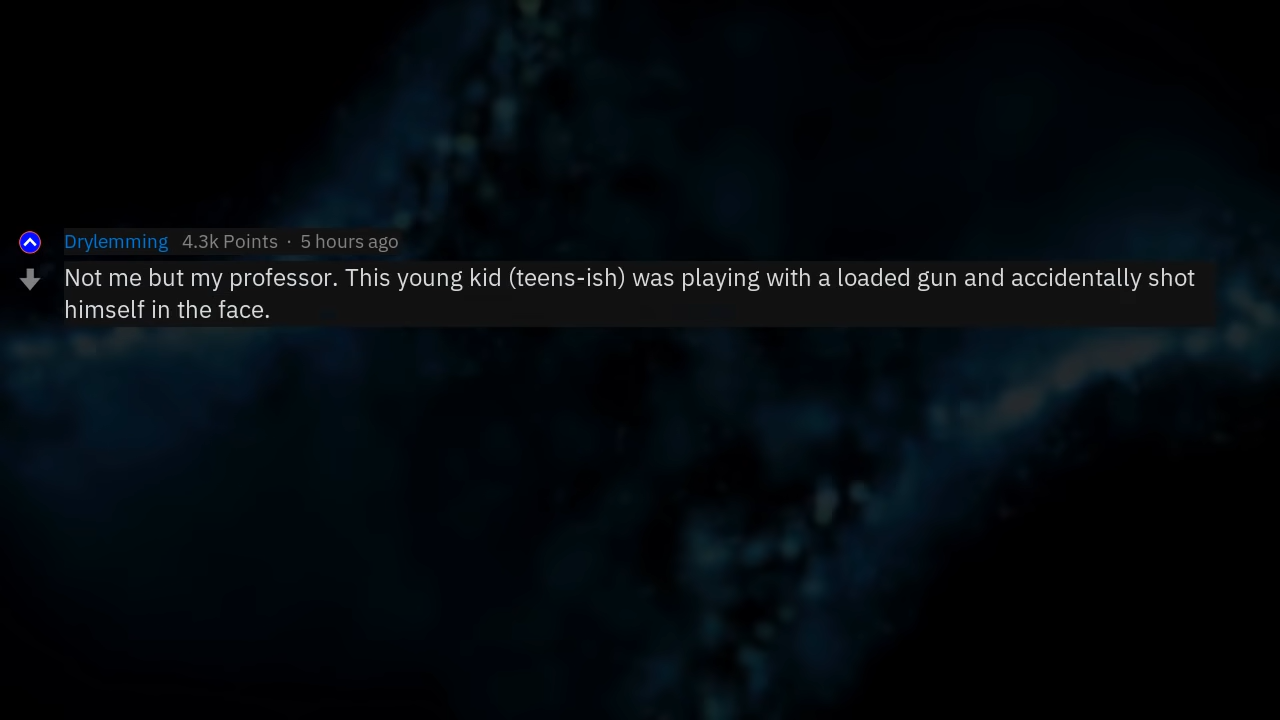 Drylemming 4.3k Points · 5 hours ago
Not me but my professor. This young kid (teens-ish) was playing with a loaded gun and accidentally shot
himself in the face.